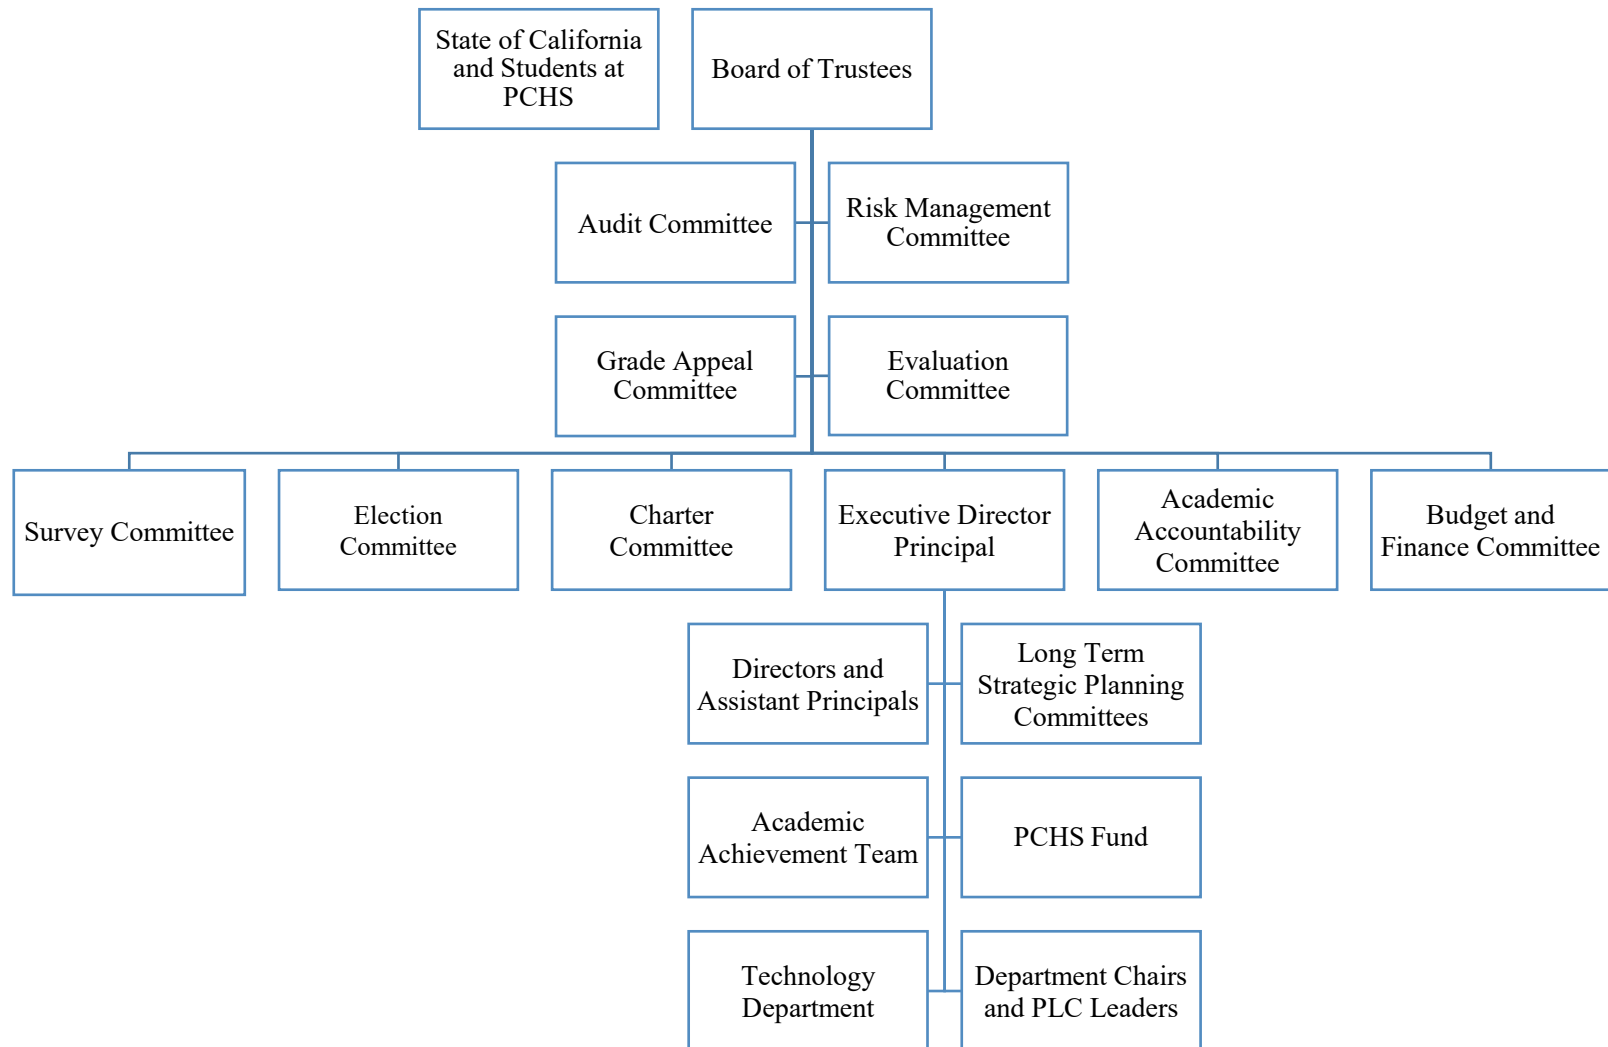 State of California
and Students at
PCHS
Board of Trustees
Audit Committee
Risk Management
Committee
Grade Appeal
Committee
Evaluation
Committee
Survey Committee
Election
Committee
Charter
Committee
Executive Director
Principal
Academic
Accountability
Committee
Budget and
Finance Committee
Directors and
Assistant Principals
Long Term
Strategic Planning
Committees
Academic
Achievement Team
PCHS Fund
Technology
Department
Department Chairs
and PLC Leaders